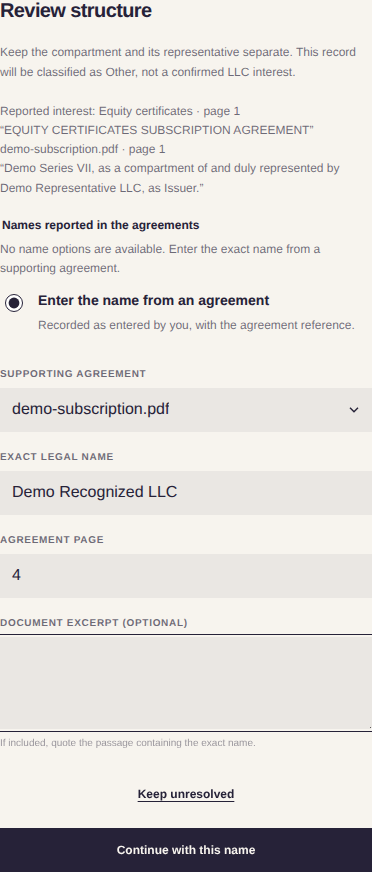 Review structure
Keep the compartment and its representative separate. This record
will be classified as Other, not a confirmed LLC interest.
Reported interest: Equity certificates · page 1
“EQUITY CERTIFICATES SUBSCRIPTION AGREEMENT”
demo-subscription.pdf · page 1
“Demo Series VII, as a compartment of and duly represented by
Demo Representative LLC, as Issuer.”
Names reported in the agreements
No name options are available. Enter the exact name from a
supporting agreement.
Enter the name from an agreement
Recorded as entered by you, with the agreement reference.
SUPPORTING AGREEMENT
demo-subscription.pdf
EXACT LEGAL NAME
Demo Recognized LLC
AGREEMENT PAGE
4
DOCUMENT EXCERPT (OPTIONAL)
If included, quote the passage containing the exact name.
Keep unresolved
Continue with this name